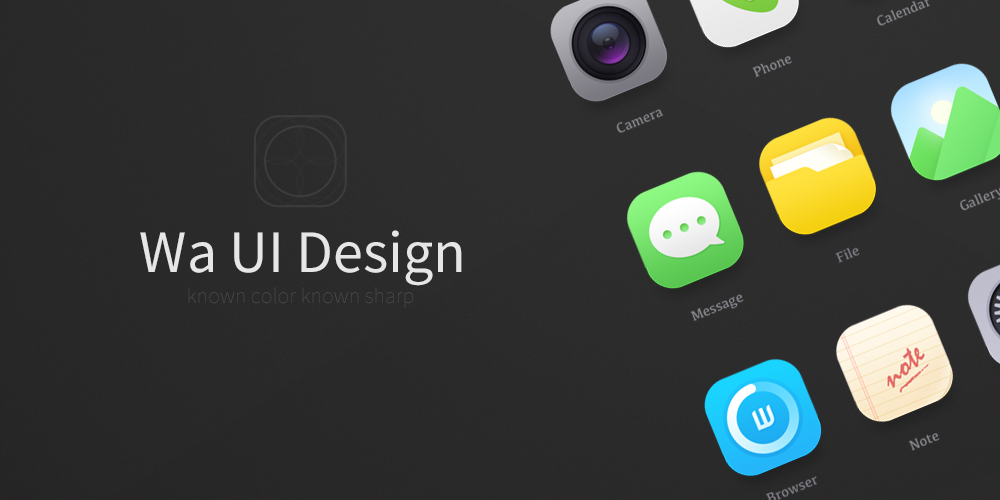 Wa UI Design
known color known sharp
Camera
Phone
Calendar
Message
File
Gallery
Browser
Note
note
W